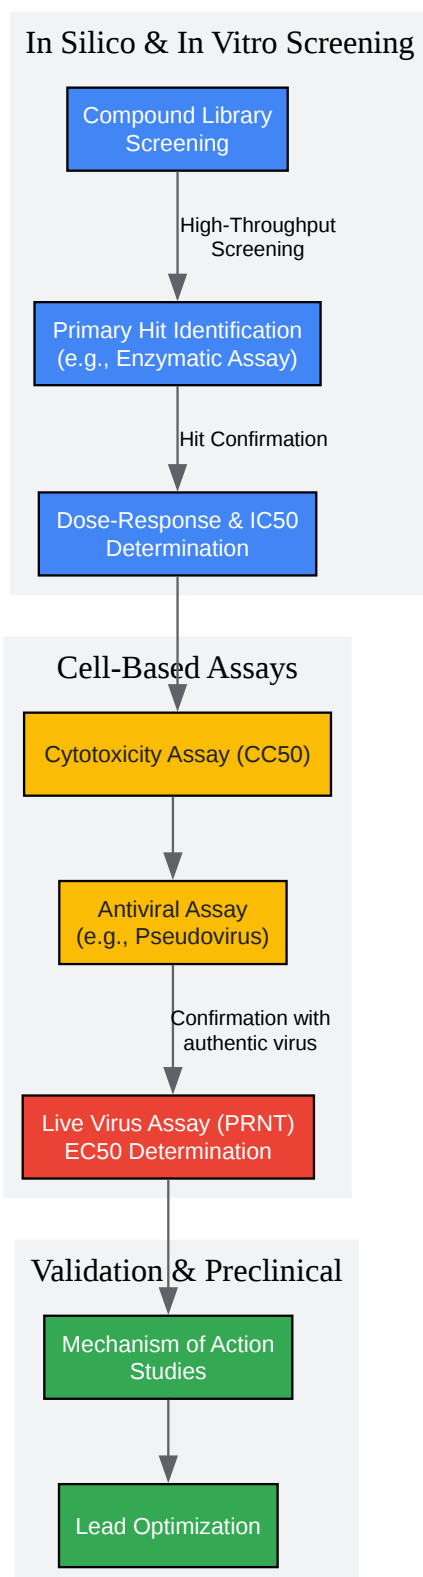 In Silico & In Vitro Screening
Compound Library
Screening
High-Throughput
Screening
Primary Hit Identification
(e.g., Enzymatic Assay)
Hit Confirmation
Dose-Response & IC50
Determination
Cell-Based Assays
Cytotoxicity Assay (CC50)
Antiviral Assay
(e.g., Pseudovirus)
Confirmation with
authentic virus
Live Virus Assay (PRNT)
EC50 Determination
Validation & Preclinical
Mechanism of Action
Studies
Lead Optimization